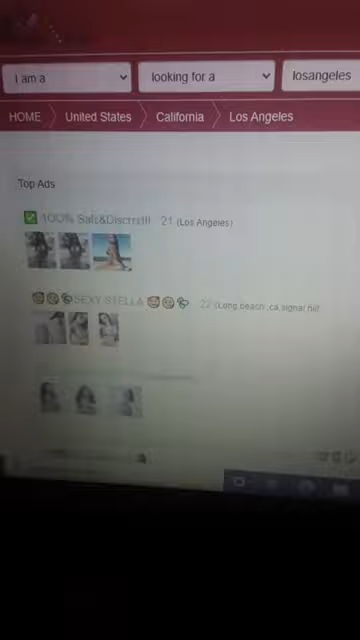 I am a looking for a losangeles
HOME United States California Los Angeles
Top Ads
100% Safe&Discrrr!!! 21 (Los Angeles)
SEXY STELLA 22 (Long beach ,ca,signal hill